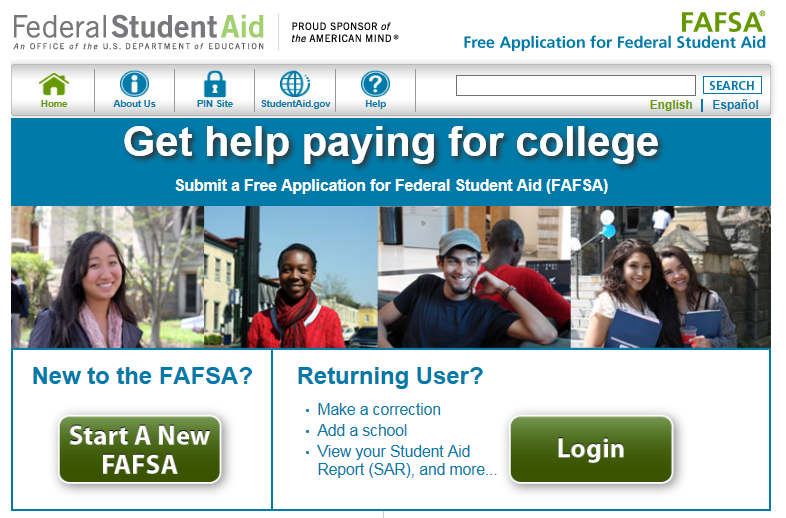 Federal Student Aid
An OFFICE of the U.S. DEPARTMENT of EDUCATION
PROUD SPONSOR of
the AMERICAN MIND®
FAFSA®
Free Application for Federal Student Aid
Home
About Us
PIN Site
StudentAid.gov
Help
SEARCH
English | Español
Get help paying for college
Submit a Free Application for Federal Student Aid (FAFSA)
New to the FAFSA?
Start A New
FAFSA
Returning User?
• Make a correction
• Add a school
• View your Student Aid
Report (SAR), and more...
Login